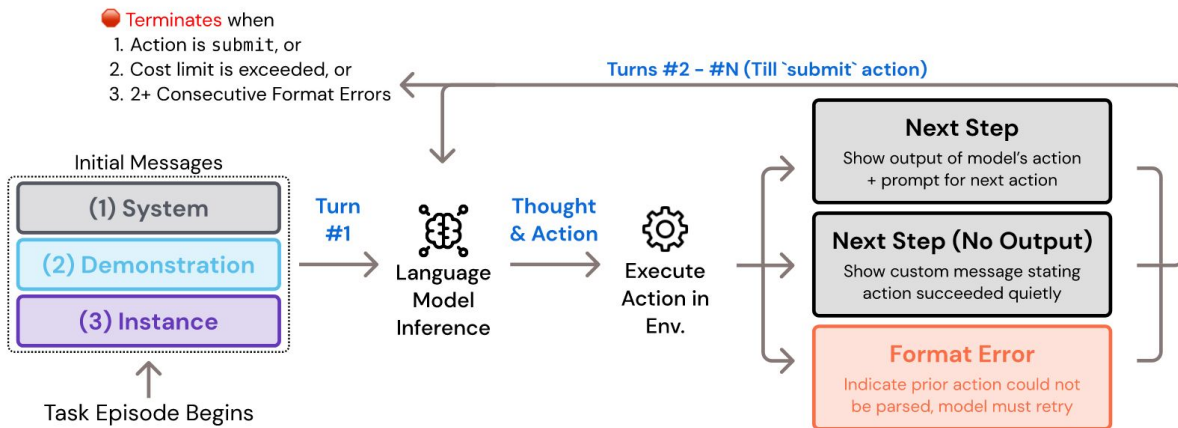 Terminates when
1. Action is submit, or
2. Cost limit is exceeded, or
3. 2+ Consecutive Format Errors
Turns #2 - #N (Till `submit` action)
Initial Messages
(1) System
(2) Demonstration
(3) Instance
Task Episode Begins
Turn
#1
Language
Model
Inference
Thought
& Action
Execute
Action in
Env.
Next Step
Show output of model's action
+ prompt for next action
Next Step (No Output)
Show custom message stating
action succeeded quietly
Format Error
Indicate prior action could not
be parsed, model must retry